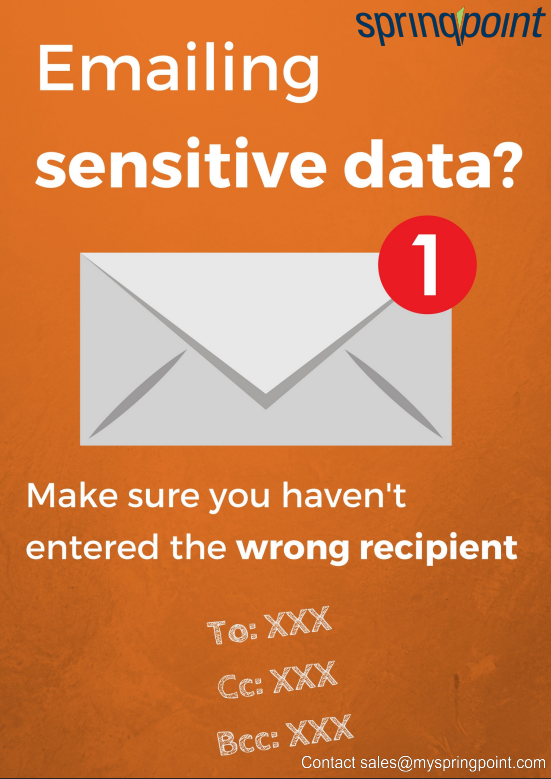 springpoint
Emailing
sensitive data?
1
Make sure you haven't
entered the wrong recipient
To: XXX
Cc: XXX
Bcc: XXX
Contact sales@myspringpoint.com